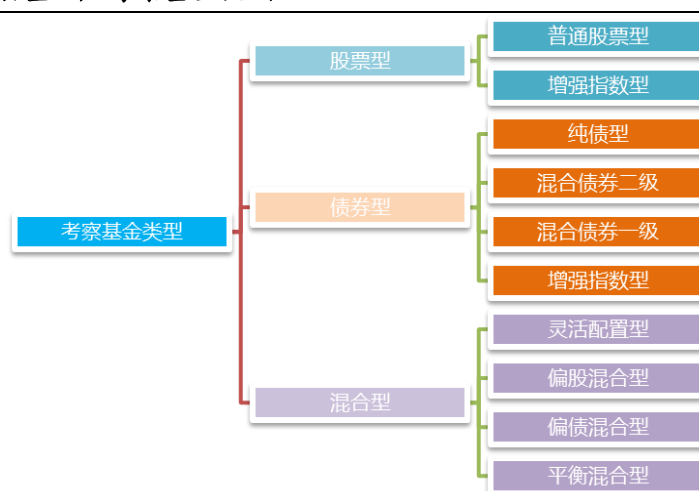 考察基金类型
股票型
普通股票型
增强指数型
债券型
纯债型
混合债券二级
混合债券一级
增强指数型
混合型
灵活配置型
偏股混合型
偏债混合型
平衡混合型